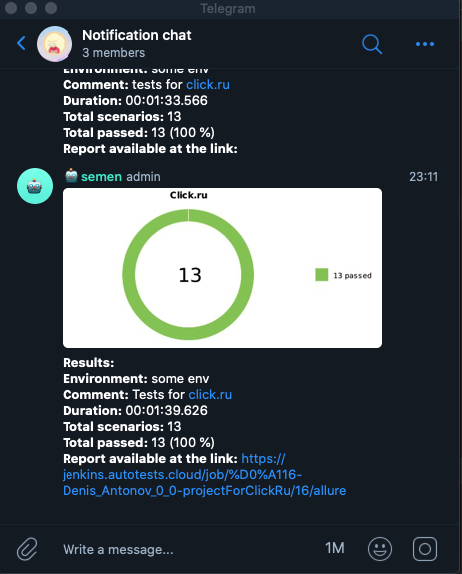 Telegram
Notification chat
3 members
Environment: some env
Comment: tests for click.ru
Duration: 00:01:33.566
Total scenarios: 13
Total passed: 13 (100 %)
Report available at the link:
semen admin 23:11
Click.ru
13
13 passed
Results:
Environment: some env
Comment: Tests for click.ru
Duration: 00:01:39.626
Total scenarios: 13
Total passed: 13 (100 %)
Report available at the link: https://
jenkins.autotests.cloud/job/%D0%A116-
Denis_Antonov_0_0-projectForClickRu/16/allure
Write a message... 1M